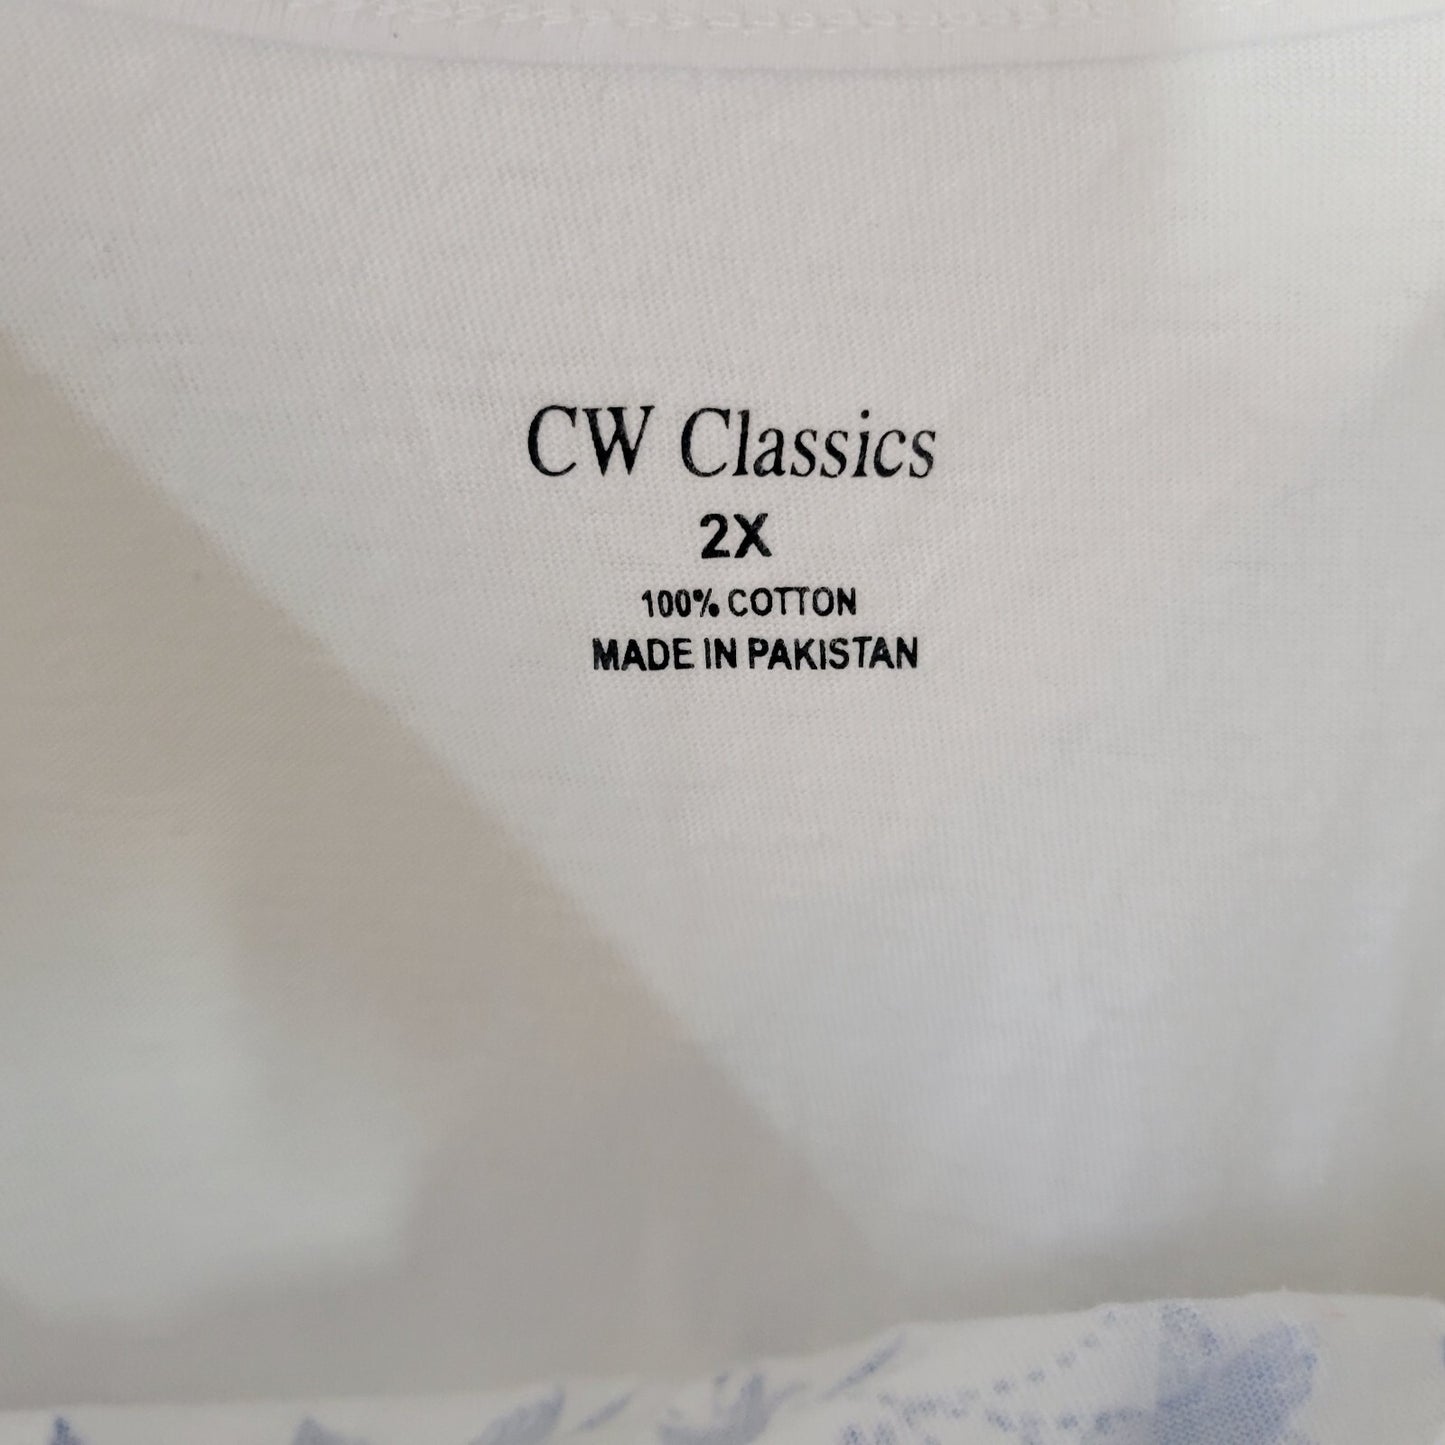 CW Classics
2X
100% COTTON
MADE IN PAKISTAN